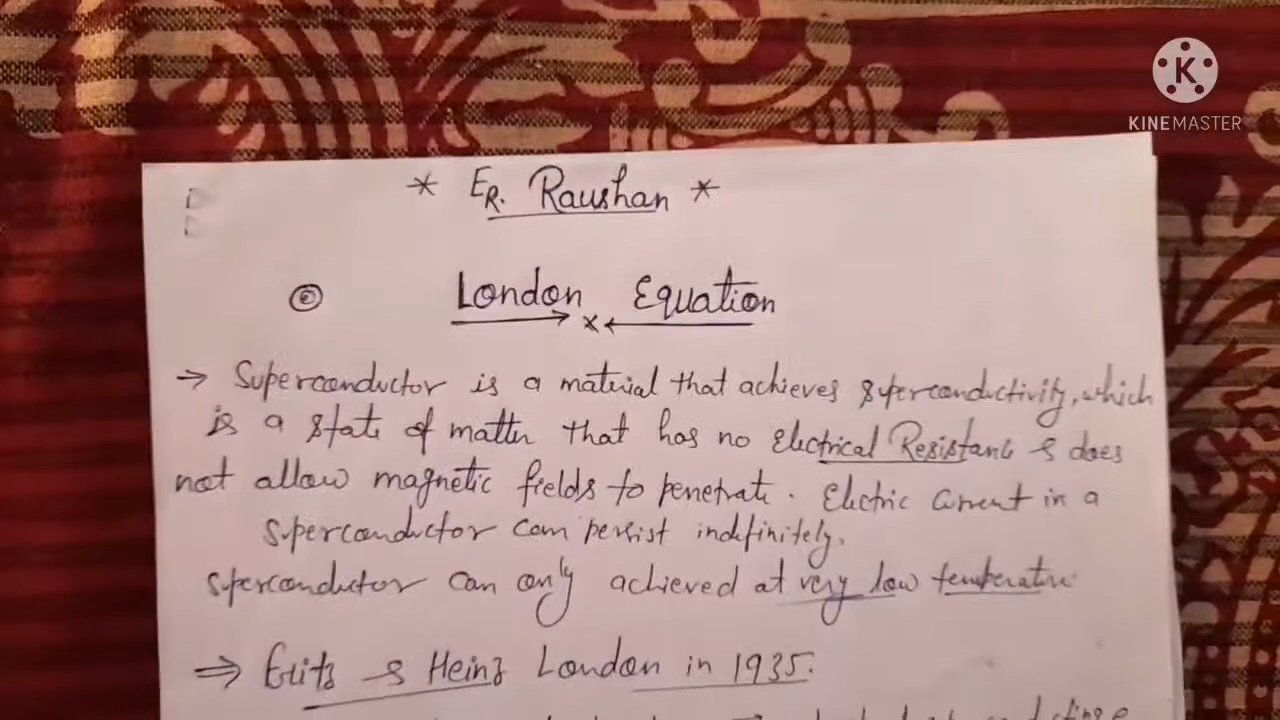 KINEMASTER
* ER. Raushan *
London Equation
→ Superconductor is a material that achieves superconductivity, which
is a state of matter that has no Electrical Resistance & does
not allow magnetic fields to penetrate. Electric current in a
superconductor can persist indefinitely.
superconductor can only achieved at very low temperature
⇒ & Heinz London in 1935.